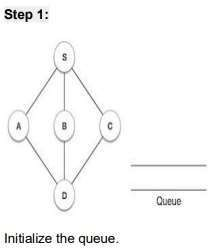 Step 1:
S
A B C
D
Queue
Initialize the queue.